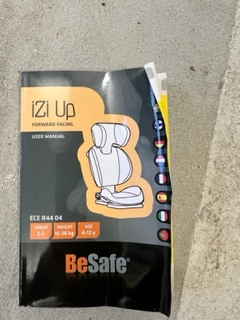 iZi Up
FORWARD-FACING
USER MANUAL
ECE R44 04
GROUP
2-3
WEIGHT
15-36 kg
AGE
4-12 y
BeSafe®